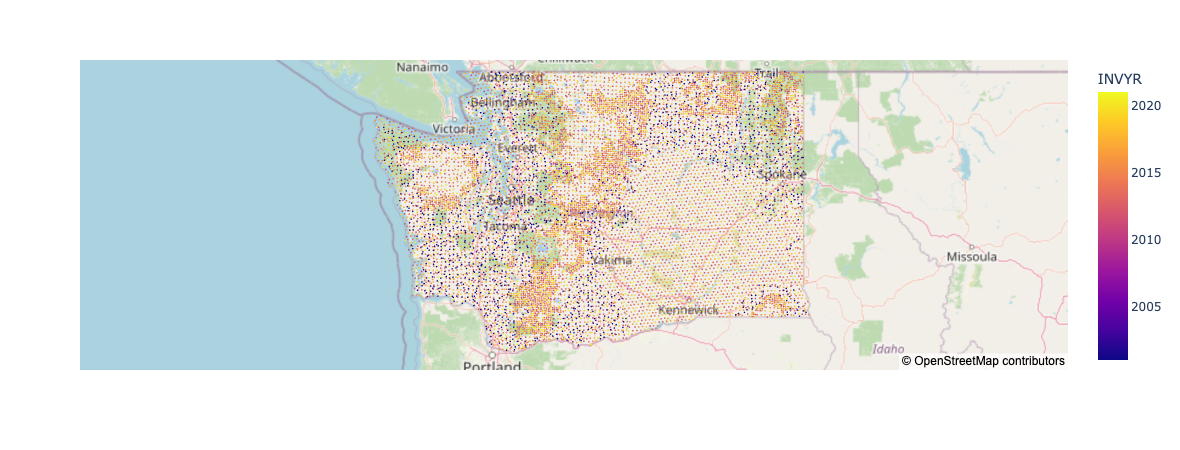 Chilliwack
Nanaimo
Abbotsford
Trail
INVYR
Bellingham
2020
Victoria
Everett
2015
Spokane
Seattle
Tacoma
2010
Yakima
Missoula
2005
Kennewick
Idaho
© OpenStreetMap contributors
Portland